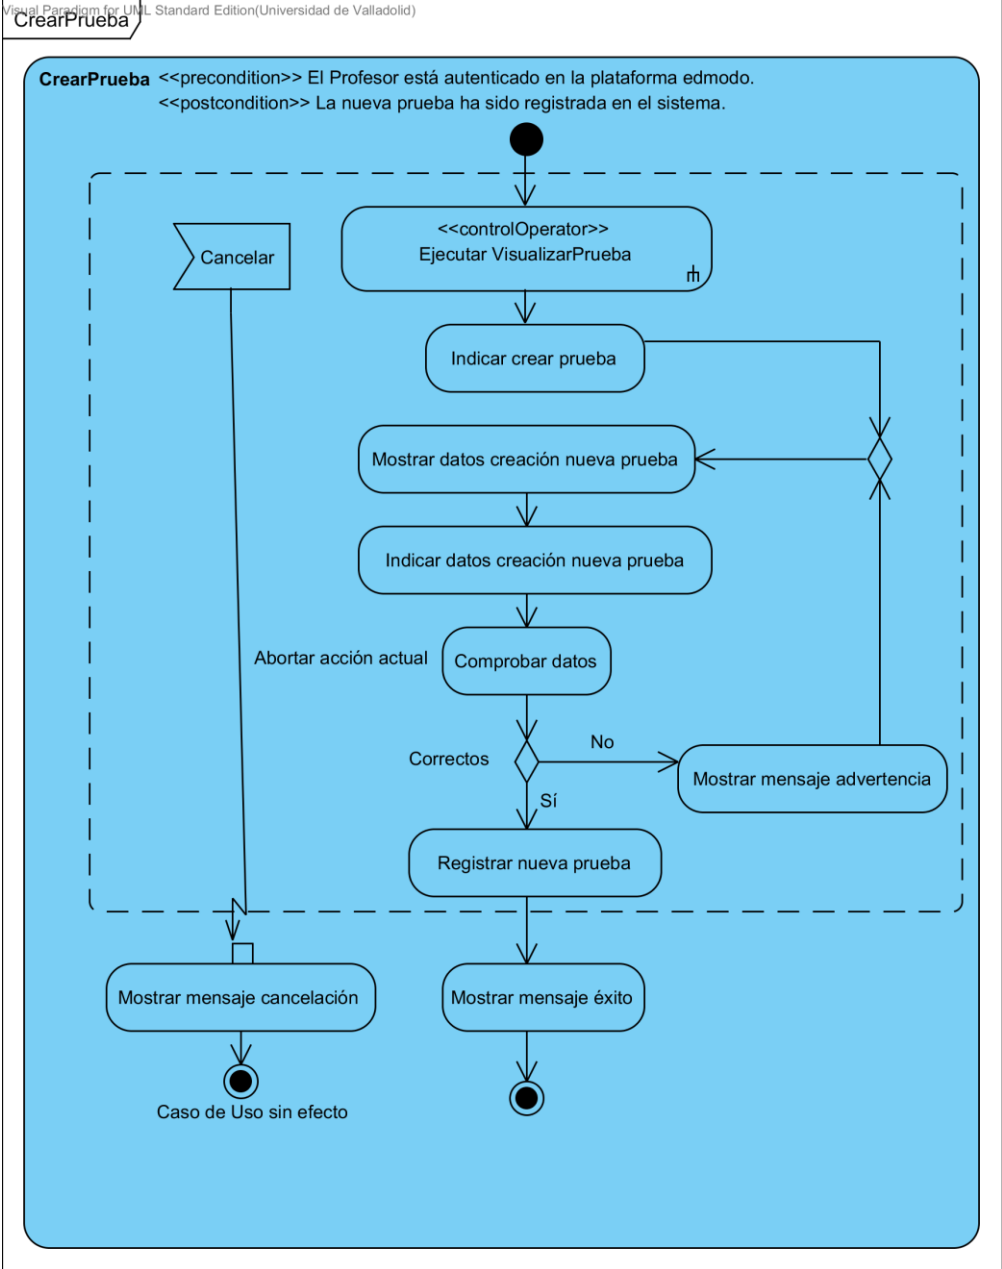 Visual Paradigm for UML Standard Edition(Universidad de Valladolid)
CrearPrueba
CrearPrueba <<precondition>> El Profesor está autenticado en la plataforma edmodo.
<<postcondition>> La nueva prueba ha sido registrada en el sistema.
<<controlOperator>>
Ejecutar VisualizarPrueba
Cancelar
Indicar crear prueba
Mostrar datos creación nueva prueba
Indicar datos creación nueva prueba
Abortar acción actual
Comprobar datos
Correctos
No
Mostrar mensaje advertencia
Sí
Registrar nueva prueba
Mostrar mensaje cancelación
Mostrar mensaje éxito
Caso de Uso sin efecto